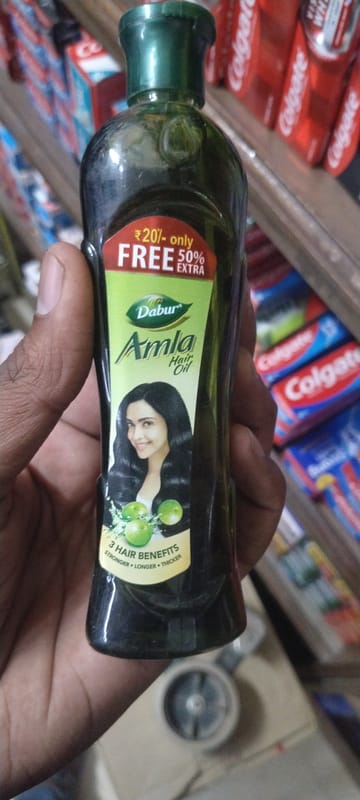 ₹20/- only
FREE 50% EXTRA
Dabur
Amla
Hair
Oil
3 HAIR BENEFITS
STRONGER • LONGER • THICKER
Colgate
Colgate
Colgate
Colgate
Colgate